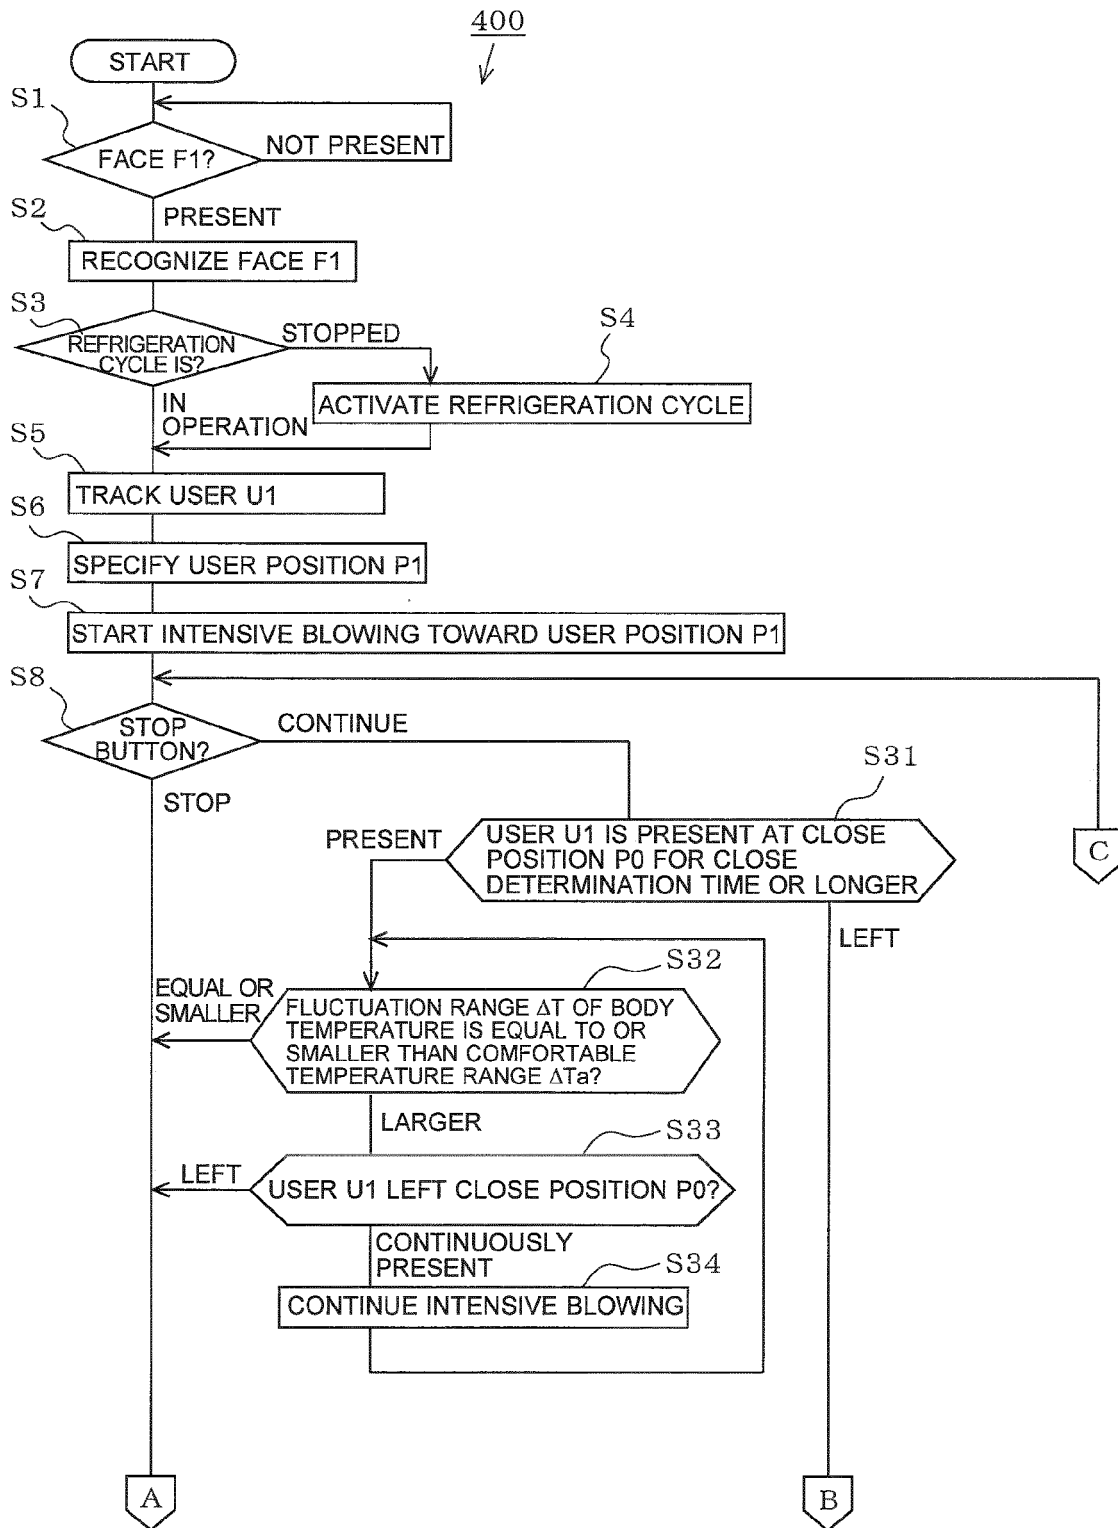 400
START
S1
FACE F1?
NOT PRESENT
S2
PRESENT
RECOGNIZE FACE F1
S3
REFRIGERATION
CYCLE IS?
STOPPED
S4
ACTIVATE REFRIGERATION CYCLE
IN
OPERATION
S5
TRACK USER U1
S6
SPECIFY USER POSITION P1
S7
START INTENSIVE BLOWING TOWARD USER POSITION P1
S8
STOP
BUTTON?
CONTINUE
STOP
S31
PRESENT
USER U1 IS PRESENT AT CLOSE
POSITION P0 FOR CLOSE
DETERMINATION TIME OR LONGER
C
LEFT
S32
EQUAL OR
SMALLER
FLUCTUATION RANGE ΔT OF BODY
TEMPERATURE IS EQUAL TO OR
SMALLER THAN COMFORTABLE
TEMPERATURE RANGE ΔTa?
LARGER
S33
LEFT
USER U1 LEFT CLOSE POSITION P0?
CONTINUOUSLY
PRESENT
S34
CONTINUE INTENSIVE BLOWING
A
B